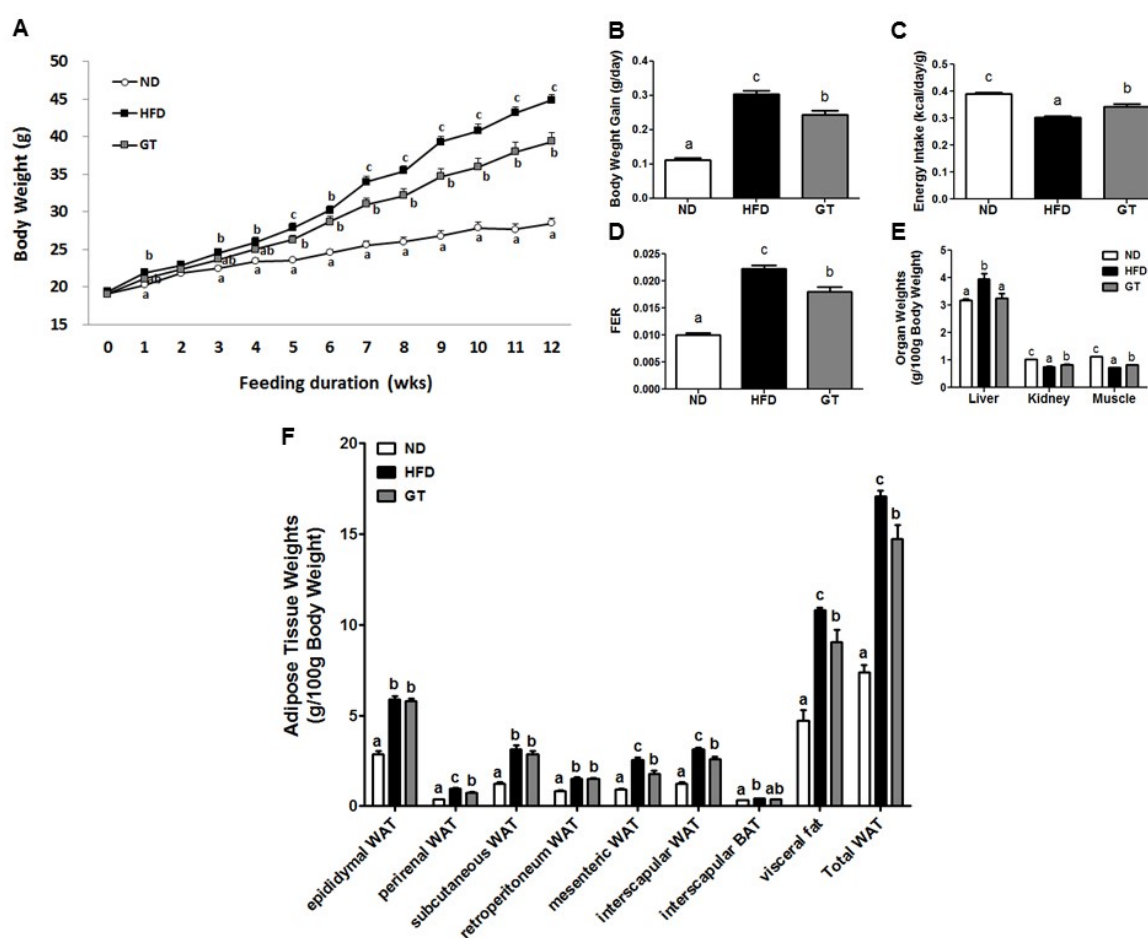 A
50
45
40
35
30
25
20
15
Body Weight (g)
ND
HFD
GT
b b b c b c c c c c c
ab ab ab b b b b b b b b
a a a a a a a a a a a
0 1 2 3 4 5 6 7 8 9 10 11 12
Feeding duration (wks)
B
Body Weght Gain (g/day)
0.4
0.3
0.2
0.1
0.0
a c b
ND HFD GT
C
Energy Intake (kcal/day/g)
0.5
0.4
0.3
0.0
c a b
ND HFD GT
D
FER
0.025
0.020
0.015
0.010
0.005
0.000
a c b
ND HFD GT
E
Organ Weights
(g/100g Body Weight)
5
4
3
2
1
0
ND
HFD
GT
a b a c a b c a b
Liver Kidney Muscle
F
Adipose Tissue Weights
(g/100g Body Weight)
20
15
10
5
0
ND
HFD
GT
a b b a c b a b b a b b a c b a c b a b ab a c b a c b
epididymal WAT
perirenal WAT
subcutaneous WAT
retroperitoneum WAT
mesenteric WAT
interscapular WAT
interscapular BAT
visceral fat
Total WAT